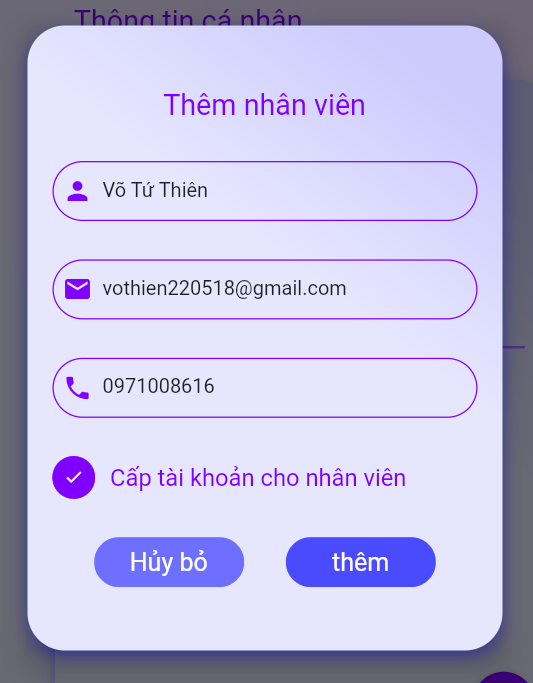 Thông tin cá nhân
Thêm nhân viên
Võ Tứ Thiên
vothien220518@gmail.com
0971008616
Cấp tài khoản cho nhân viên
Hủy bỏ
thêm